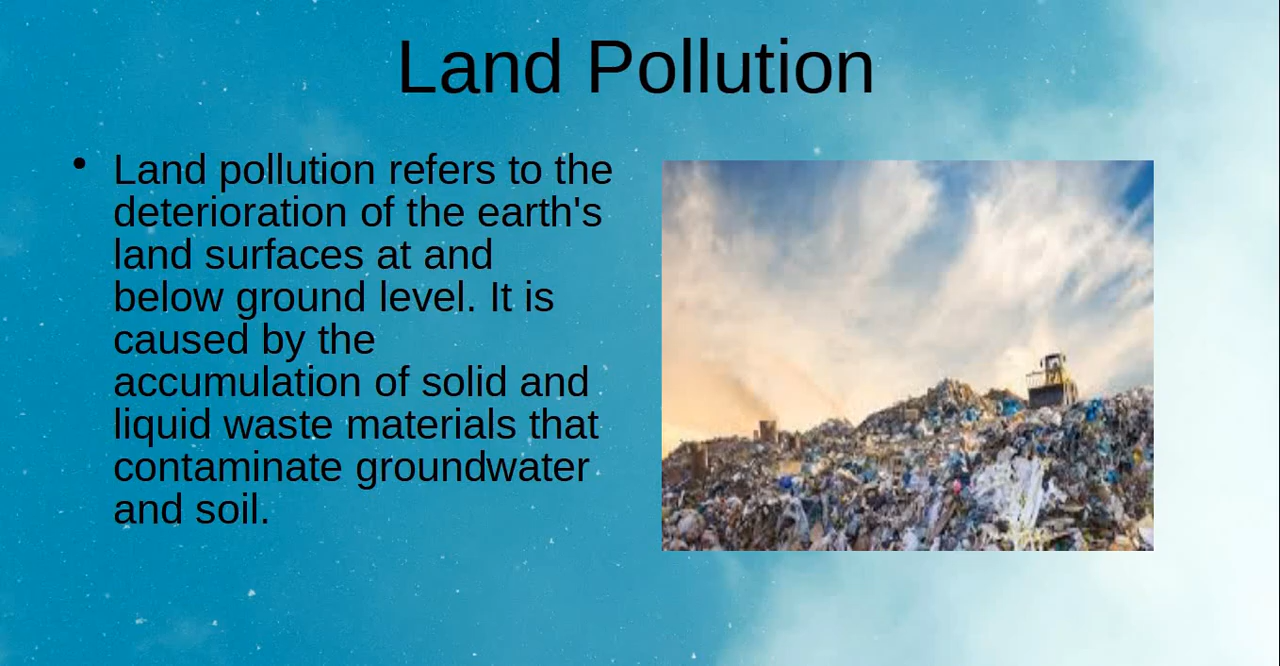 Land Pollution
• Land pollution refers to the
deterioration of the earth's
land surfaces at and
below ground level. It is
caused by the
accumulation of solid and
liquid waste materials that
contaminate groundwater
and soil.